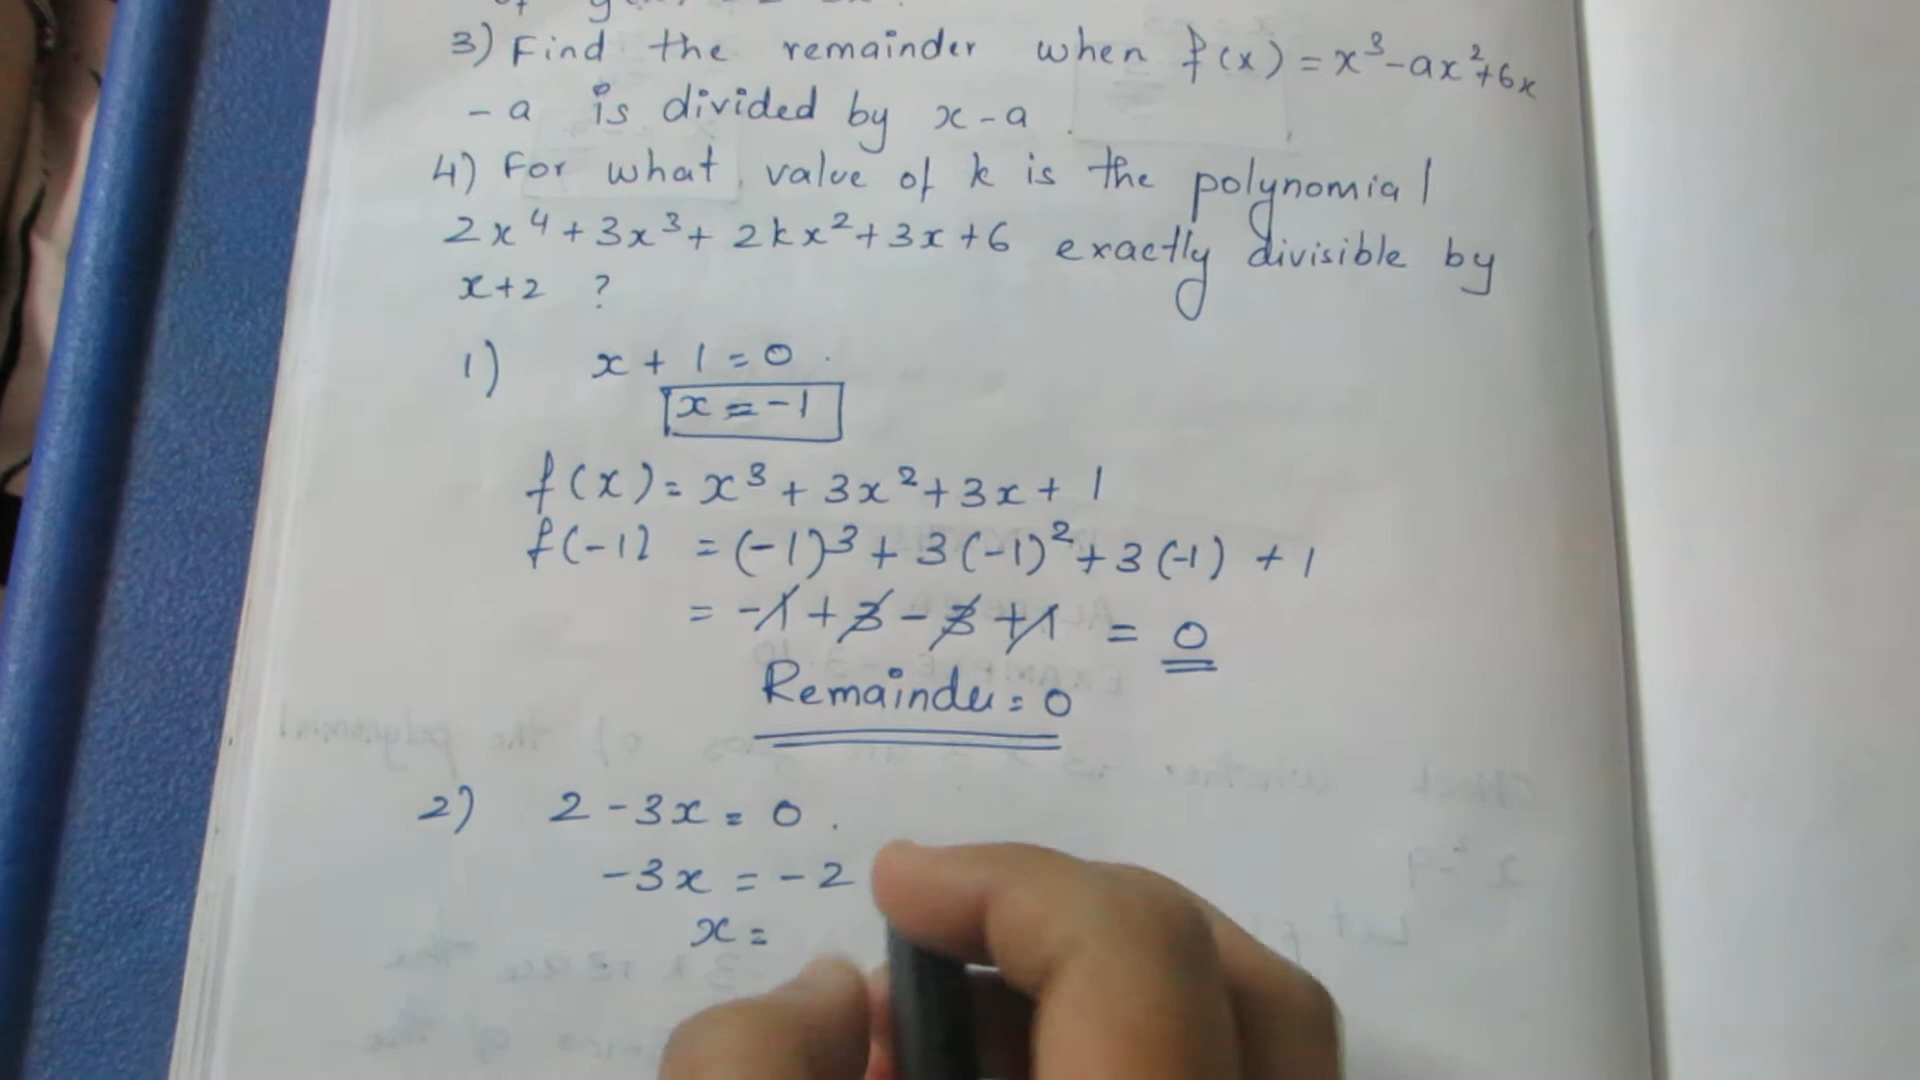 3) Find the remainder when f(x) = x³-ax²+6x
- a is divided by x-a
4) For what value of k is the polynomial
2x⁴+3x³+ 2kx²+3x+6 exactly divisible by
x+2 ?
1) x + 1 = 0
x = -1
f(x) = x³ + 3x² + 3x + 1
f(-1) = (-1)³ + 3(-1)² + 3(-1) + 1
= -1 + 3 - 3 + 1 = 0
Remainder = 0
2) 2 - 3x = 0
-3x = -2
x =